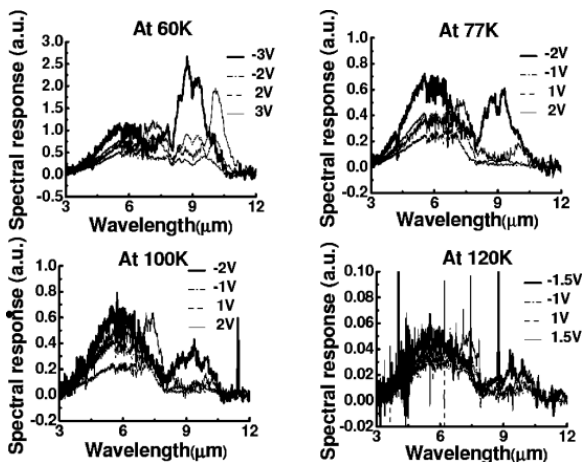 At 60K
Spectral response (a.u.)
3.0
2.5
2.0
1.5
1.0
0.5
0.0
-0.5
-3V
-2V
2V
3V
3 6 9 12
Wavelength(μm)
At 77K
Spectral response (a.u.)
1.0
0.8
0.6
0.4
0.2
0.0
-0.2
-2V
-1V
1V
2V
3 6 9 12
Wavelength(μm)
At 100K
Spectral response (a.u.)
1.0
0.8
0.6
0.4
0.2
0.0
-0.2
-2V
-1V
1V
2V
3 6 9 12
Wavelength(μm)
At 120K
Spectral response (a.u.)
0.10
0.08
0.06
0.04
0.02
0.00
-0.02
-1.5V
-1V
1V
1.5V
3 6 9 12
Wavelength(μm)